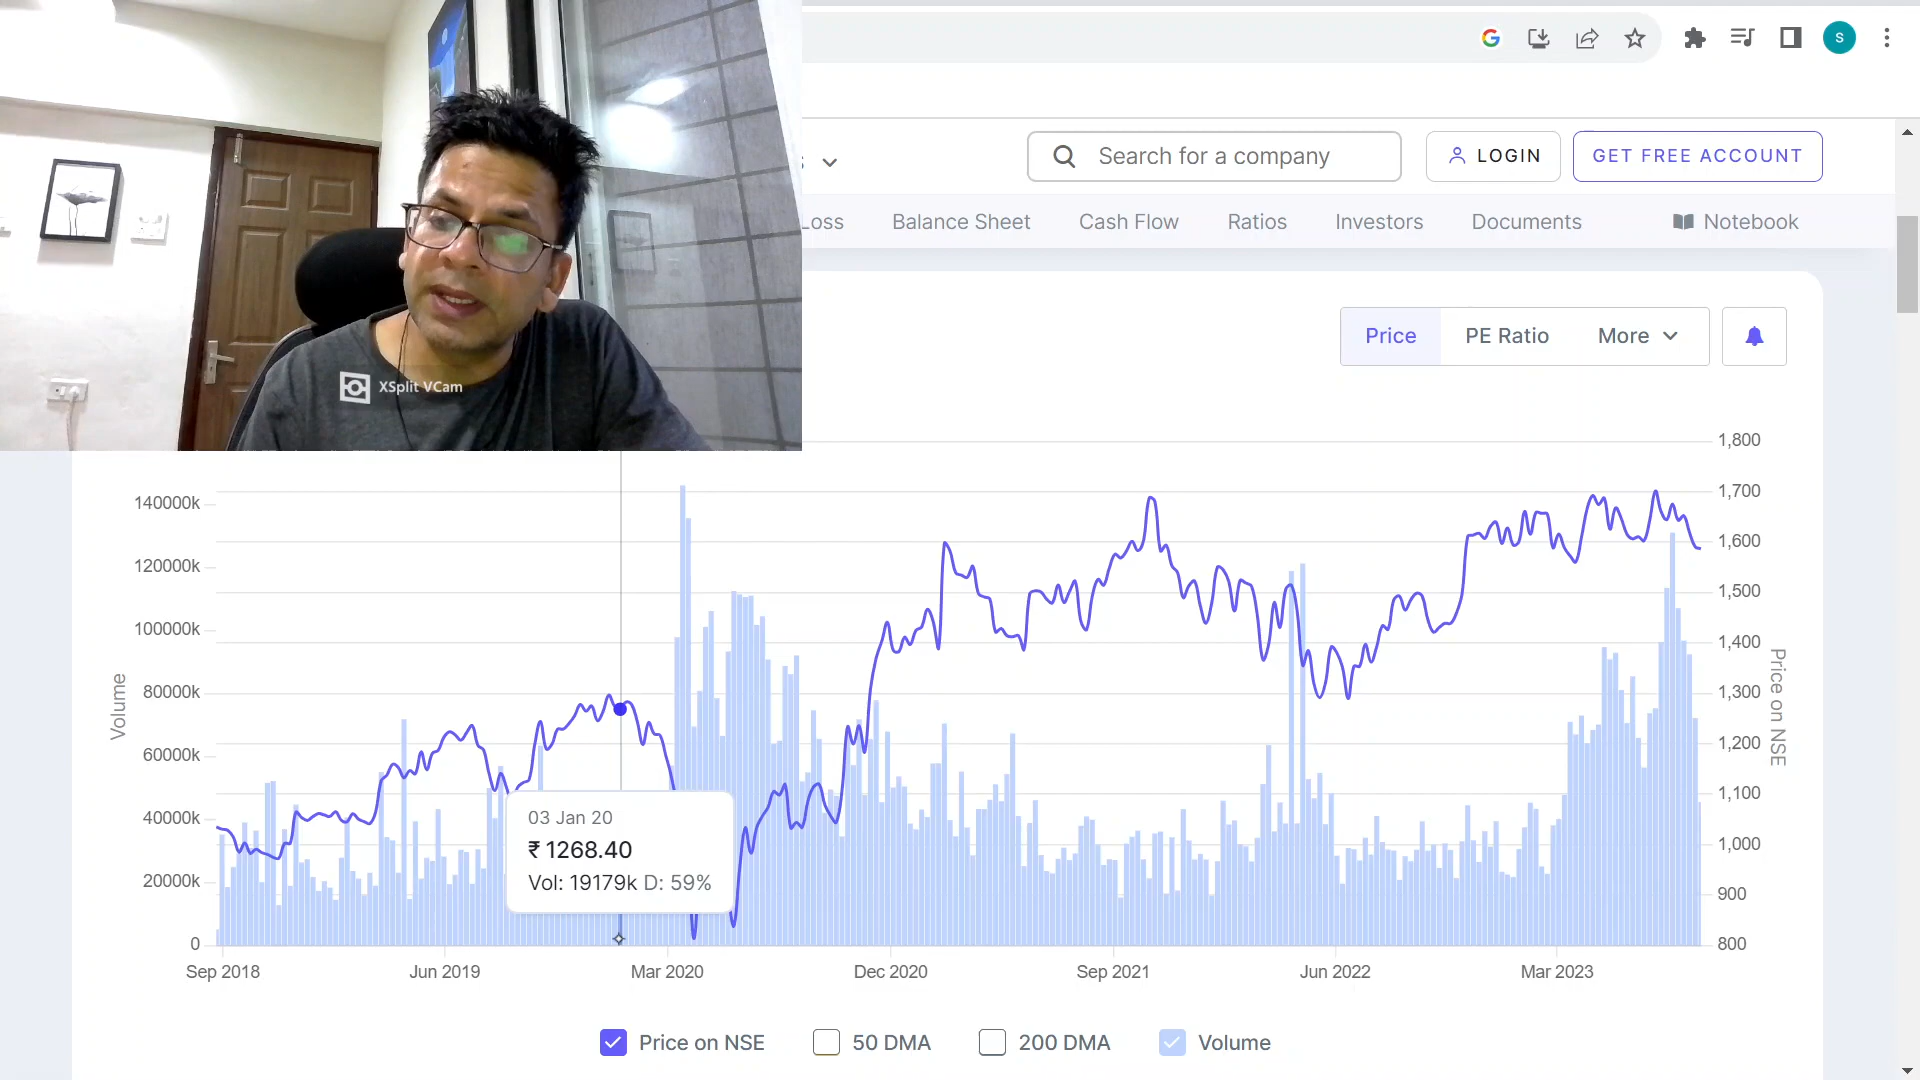 S
LOGIN
GET FREE ACCOUNT
Search for a company
Loss
Balance Sheet
Cash Flow
Ratios
Investors
Documents
Notebook
XSplit VCam
Price
PE Ratio
More
140000k
120000k
100000k
80000k
60000k
40000k
20000k
0
Volume
1,800
1,700
1,600
1,500
1,400
1,300
1,200
1,100
1,000
900
800
Price on NSE
03 Jan 20
₹ 1268.40
Vol: 19179k D: 59%
Sep 2018
Jun 2019
Mar 2020
Dec 2020
Sep 2021
Jun 2022
Mar 2023
Price on NSE
50 DMA
200 DMA
Volume